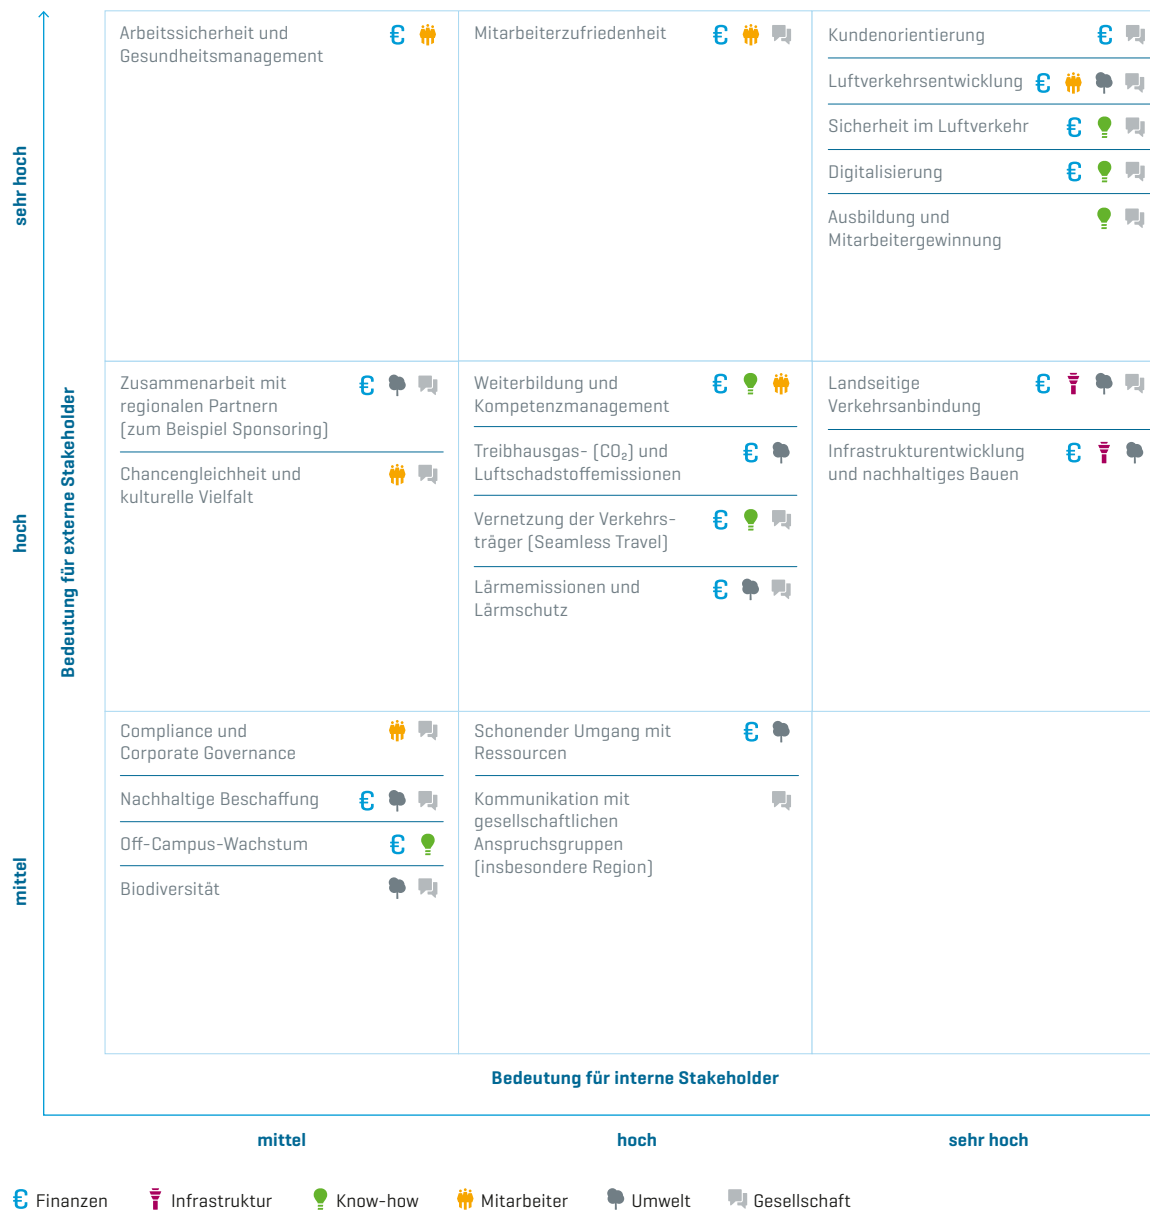 Bedeutung für externe Stakeholder
sehr hoch
Arbeitssicherheit und
Gesundheitsmanagement
Mitarbeiterzufriedenheit
Kundenorientierung
Luftverkehrsentwicklung
Sicherheit im Luftverkehr
Digitalisierung
Ausbildung und
Mitarbeitergewinnung
hoch
Zusammenarbeit mit
regionalen Partnern
(zum Beispiel Sponsoring)
Chancengleichheit und
kulturelle Vielfalt
Weiterbildung und
Kompetenzmanagement
Treibhausgas- (CO₂) und
Luftschadstoffemissionen
Vernetzung der Verkehrs-
träger (Seamless Travel)
Lärmemissionen und
Lärmschutz
Landseitige
Verkehrsanbindung
Infrastrukturentwicklung
und nachhaltiges Bauen
mittel
Compliance und
Corporate Governance
Nachhaltige Beschaffung
Off-Campus-Wachstum
Biodiversität
Schonender Umgang mit
Ressourcen
Kommunikation mit
gesellschaftlichen
Anspruchsgruppen
(insbesondere Region)
Bedeutung für interne Stakeholder
mittel hoch sehr hoch
€ Finanzen Infrastruktur Know-how Mitarbeiter Umwelt Gesellschaft